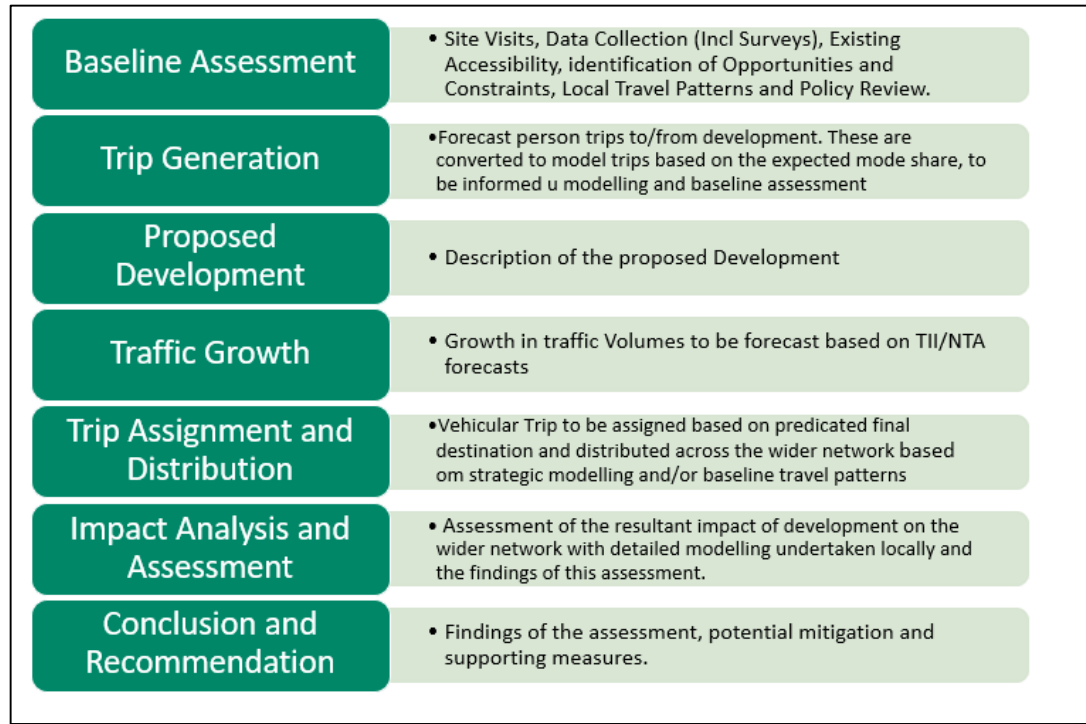 Baseline Assessment
• Site Visits, Data Collection (Incl Surveys), Existing
Accessibility, identification of Opportunities and
Constraints, Local Travel Patterns and Policy Review.
Trip Generation
•Forecast person trips to/from development. These are
converted to model trips based on the expected mode share, to
be informed u modelling and baseline assessment
Proposed
Development
• Description of the proposed Development
Traffic Growth
• Growth in traffic Volumes to be forecast based on TII/NTA
forecasts
Trip Assignment and
Distribution
•Vehicular Trip to be assigned based on predicated final
destination and distributed across the wider network based
om strategic modelling and/or baseline travel patterns
Impact Analysis and
Assessment
• Assessment of the resultant impact of development on the
wider network with detailed modelling undertaken locally and
the findings of this assessment.
Conclusion and
Recommendation
• Findings of the assessment, potential mitigation and
supporting measures.